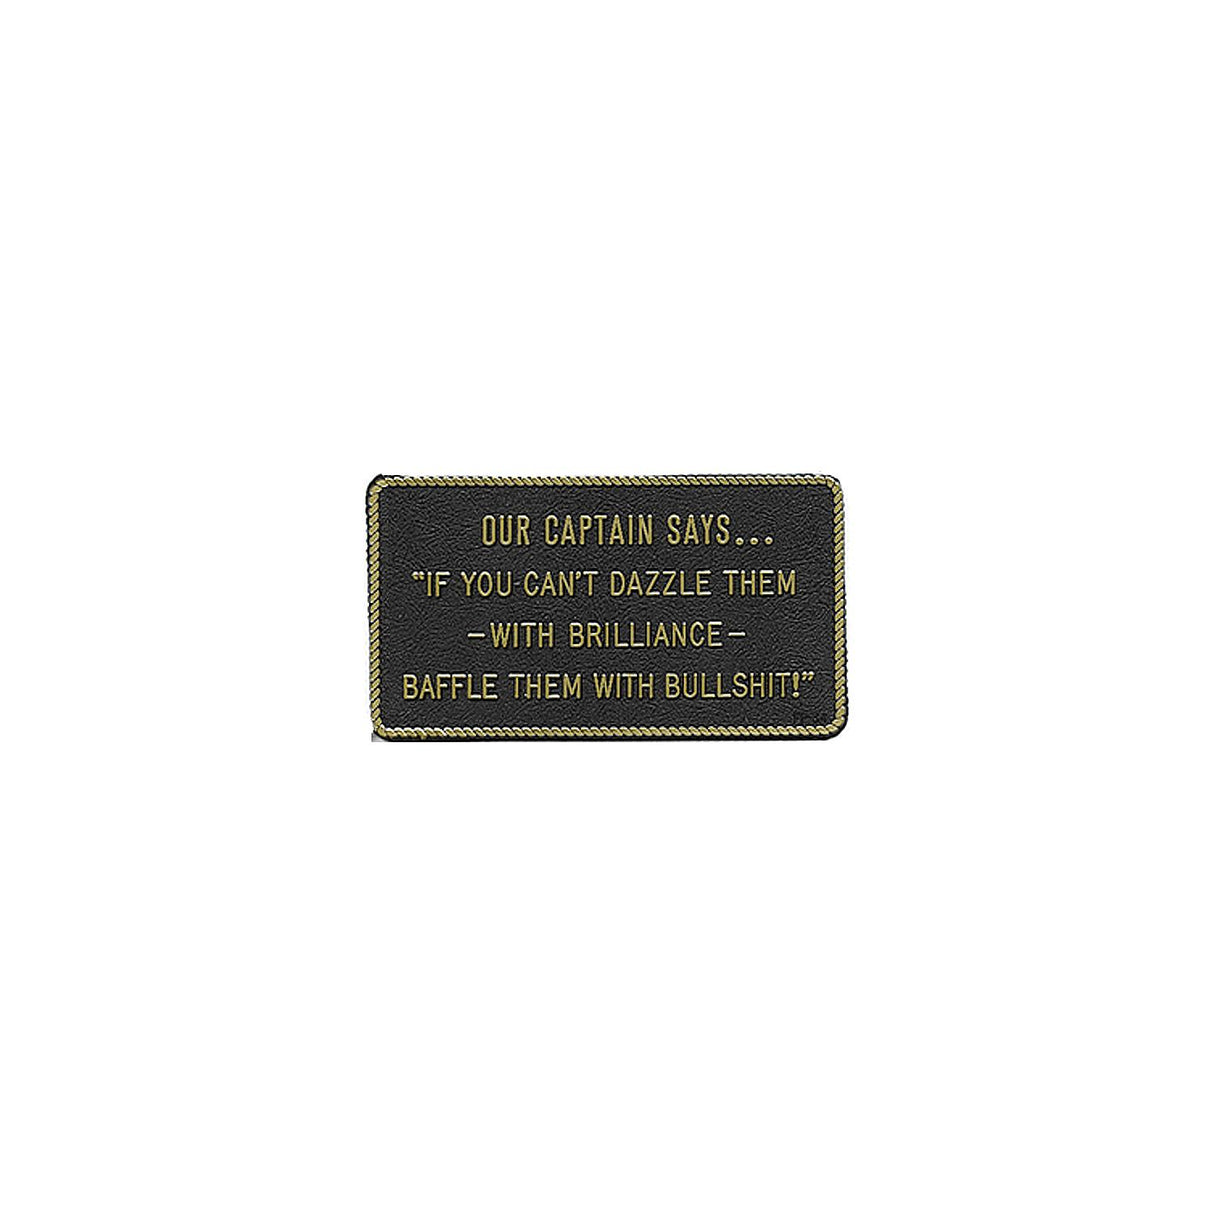 OUR CAPTAIN SAYS...
“IF YOU CAN'T DAZZLE THEM
–WITH BRILLIANCE–
BAFFLE THEM WITH BULLSHIT!”